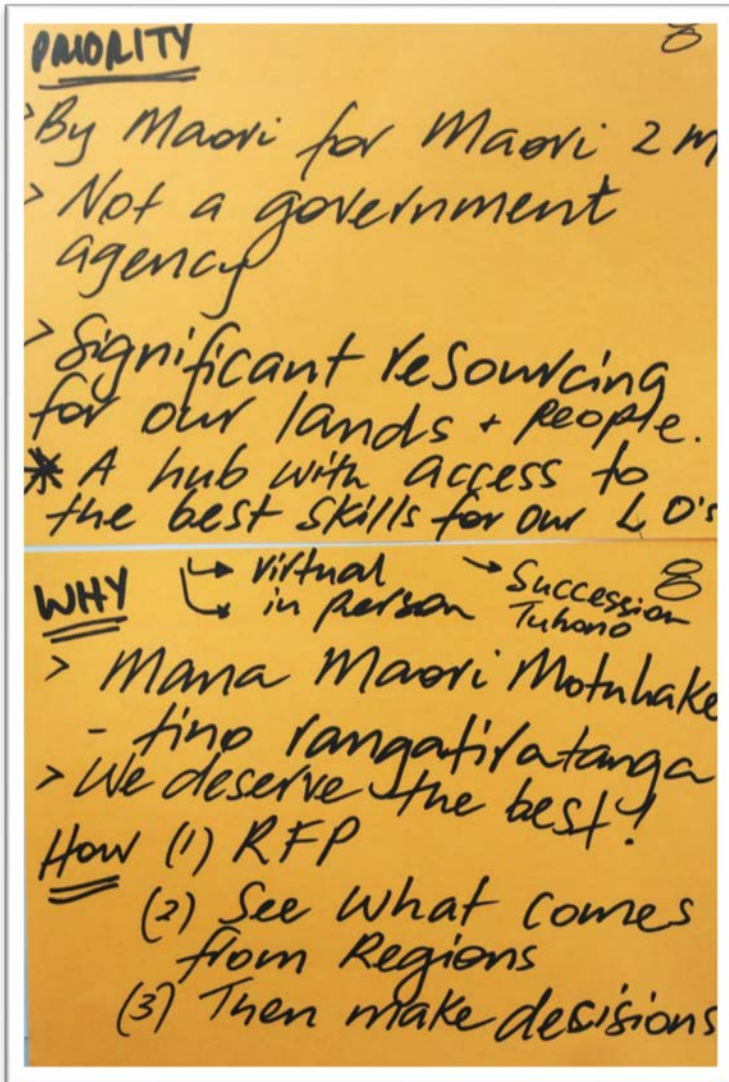 PRIORITY 8
> By Maori for Maori 2 m
> Not a government
agency
> Significant resourcing
for our lands + people.
* A hub with access to
the best skills for our LO's
WHY ↳ virtual → Succession 8
↳ in person Tuhono
> Mana Maori Motuhake
- tino rangatiratanga
> We deserve the best!
How (1) RFP
(2) See what comes
from Regions
(3) Then make decisions